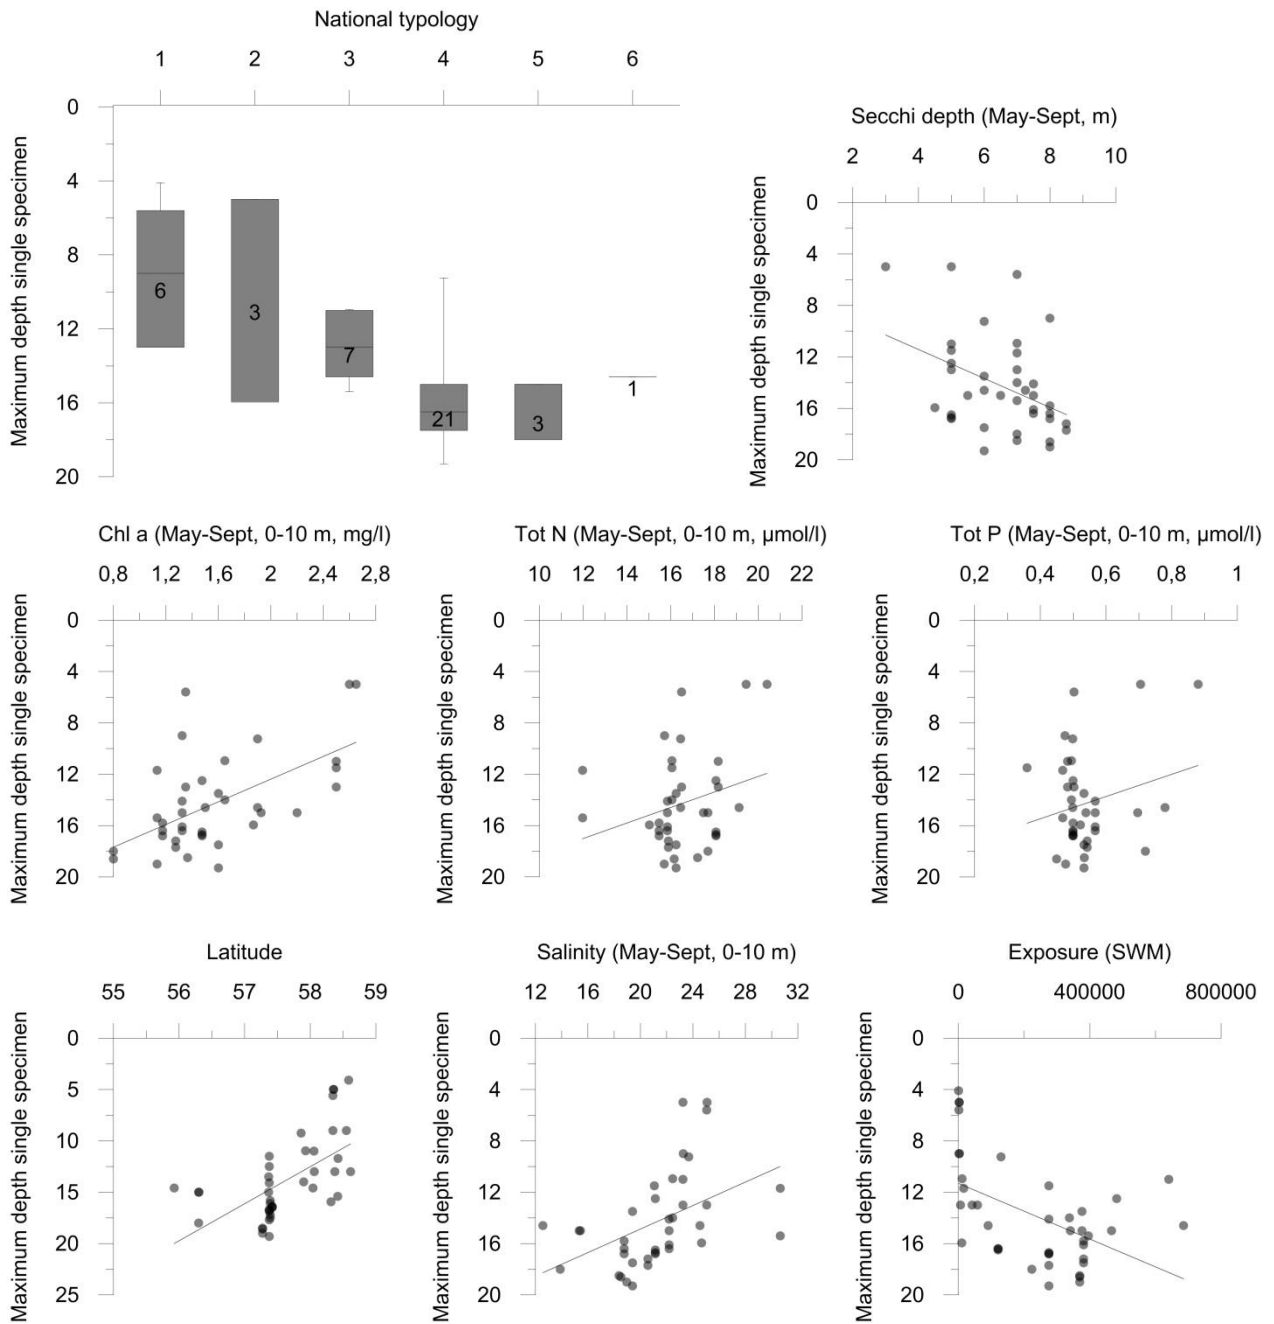 National typology
1 2 3 4 5 6
Maximum depth single specimen
0
4
8
12
16
20
6
3
7
21
3
1
Secchi depth (May-Sept, m)
2 4 6 8 10
Maximum depth single specimen
0
4
8
12
16
20
Chl a (May-Sept, 0-10 m, mg/l)
0,8 1,2 1,6 2 2,4 2,8
Maximum depth single specimen
0
4
8
12
16
20
Tot N (May-Sept, 0-10 m, µmol/l)
10 12 14 16 18 20 22
Maximum depth single specimen
0
4
8
12
16
20
Tot P (May-Sept, 0-10 m, µmol/l)
0,2 0,4 0,6 0,8 1
Maximum depth single specimen
0
4
8
12
16
20
Latitude
55 56 57 58 59
Maximum depth single specimen
0
5
10
15
20
25
Salinity (May-Sept, 0-10 m)
12 16 20 24 28 32
Maximum depth single specimen
0
4
8
12
16
20
Exposure (SWM)
0 400000 800000
Maximum depth single specimen
0
4
8
12
16
20